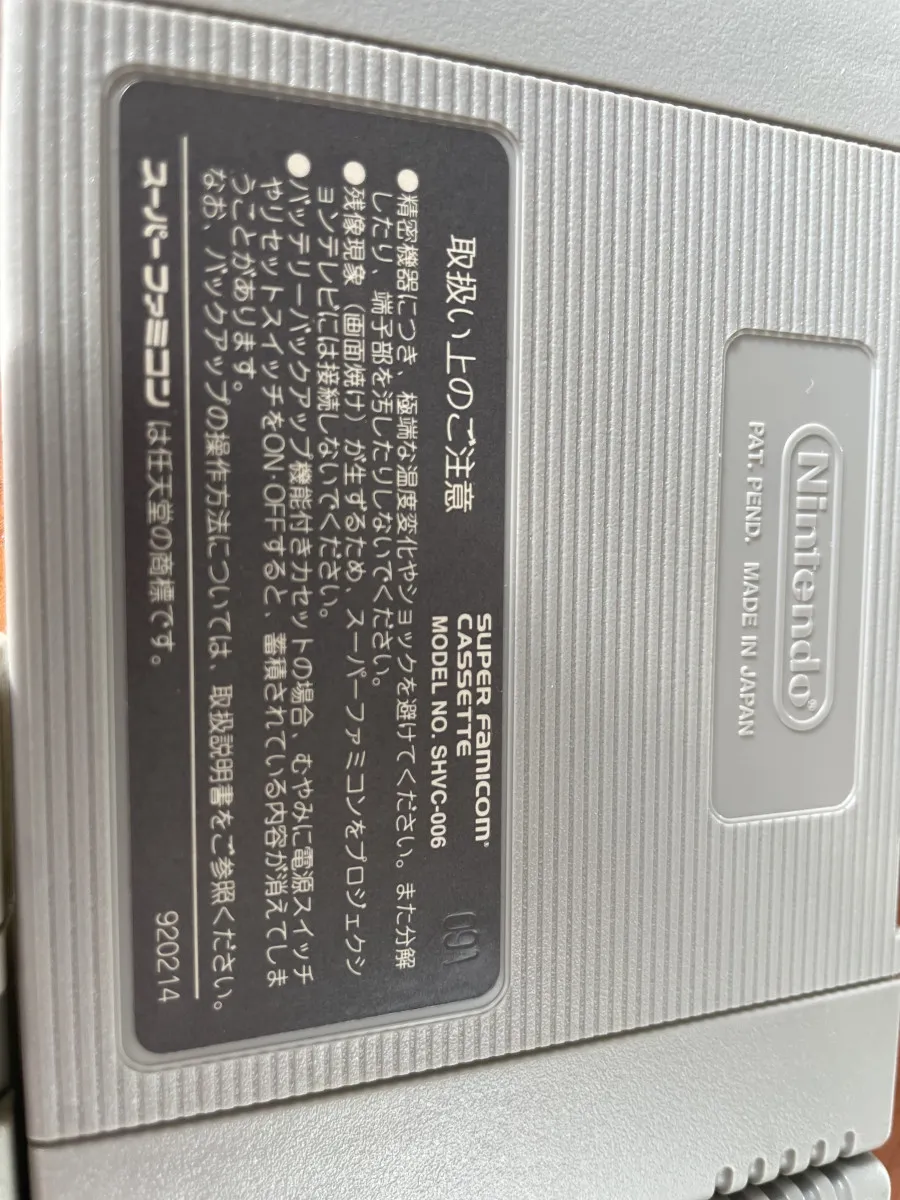 Nintendo®
PAT. PEND. MADE IN JAPAN
取扱い上のご注意
SUPER Famicom
CASSETTE
MODEL NO. SHVC-006
●精密機器につき、極端な温度変化やショックを避けてください。また分解
したり、端子部を汚したりしないでください。
●残像現象（画面焼け）が生ずるため、スーパーファミコンをプロジェクシ
ョンテレビには接続しないでください。
●バッテリーバックアップ機能付きカセットの場合、むやみに電源スイッチ
やリセットスイッチをON・OFFすると、蓄積されている内容が消えてしま
うことがあります。
なお、バックアップの操作方法については、取扱説明書をご参照ください。
スーパーファミコンは任天堂の商標です。
920214